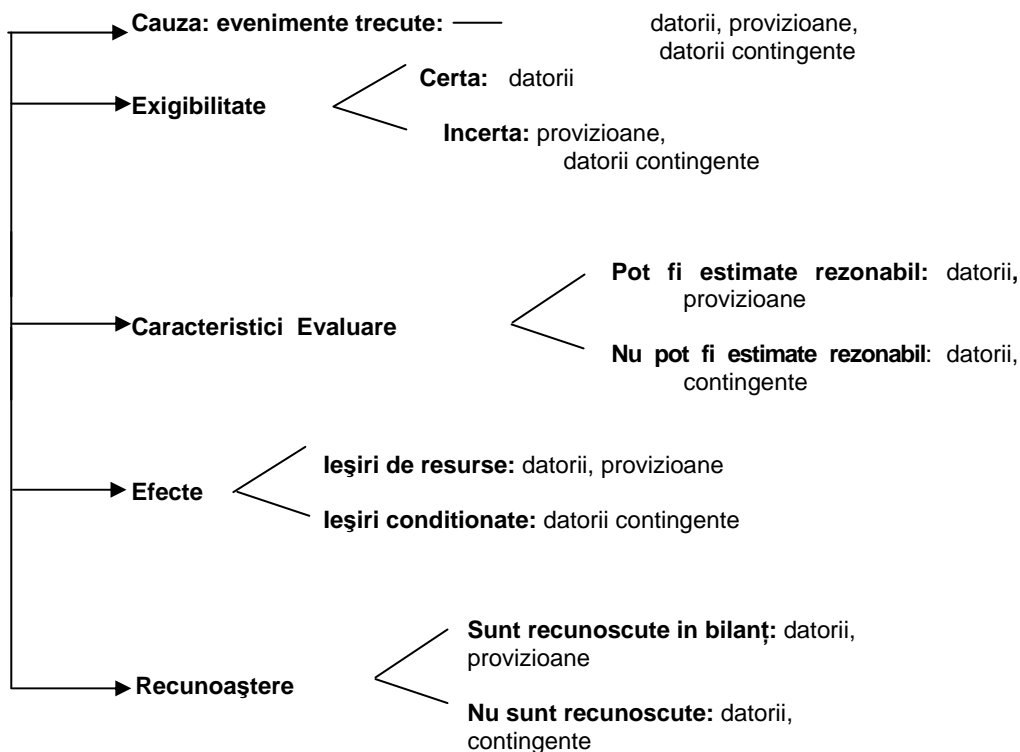 Cauza: evenimente trecute: datorii, provizioane,
datorii contingente
Certa: datorii
Exigibilitate
Incerta: provizioane,
datorii contingente
Pot fi estimate rezonabil: datorii,
provizioane
Caracteristici Evaluare
Nu pot fi estimate rezonabil: datorii,
contingente
Ieşiri de resurse: datorii, provizioane
Efecte
Ieşiri conditionate: datorii contingente
Sunt recunoscute in bilanţ: datorii,
provizioane
Recunoaştere
Nu sunt recunoscute: datorii,
contingente